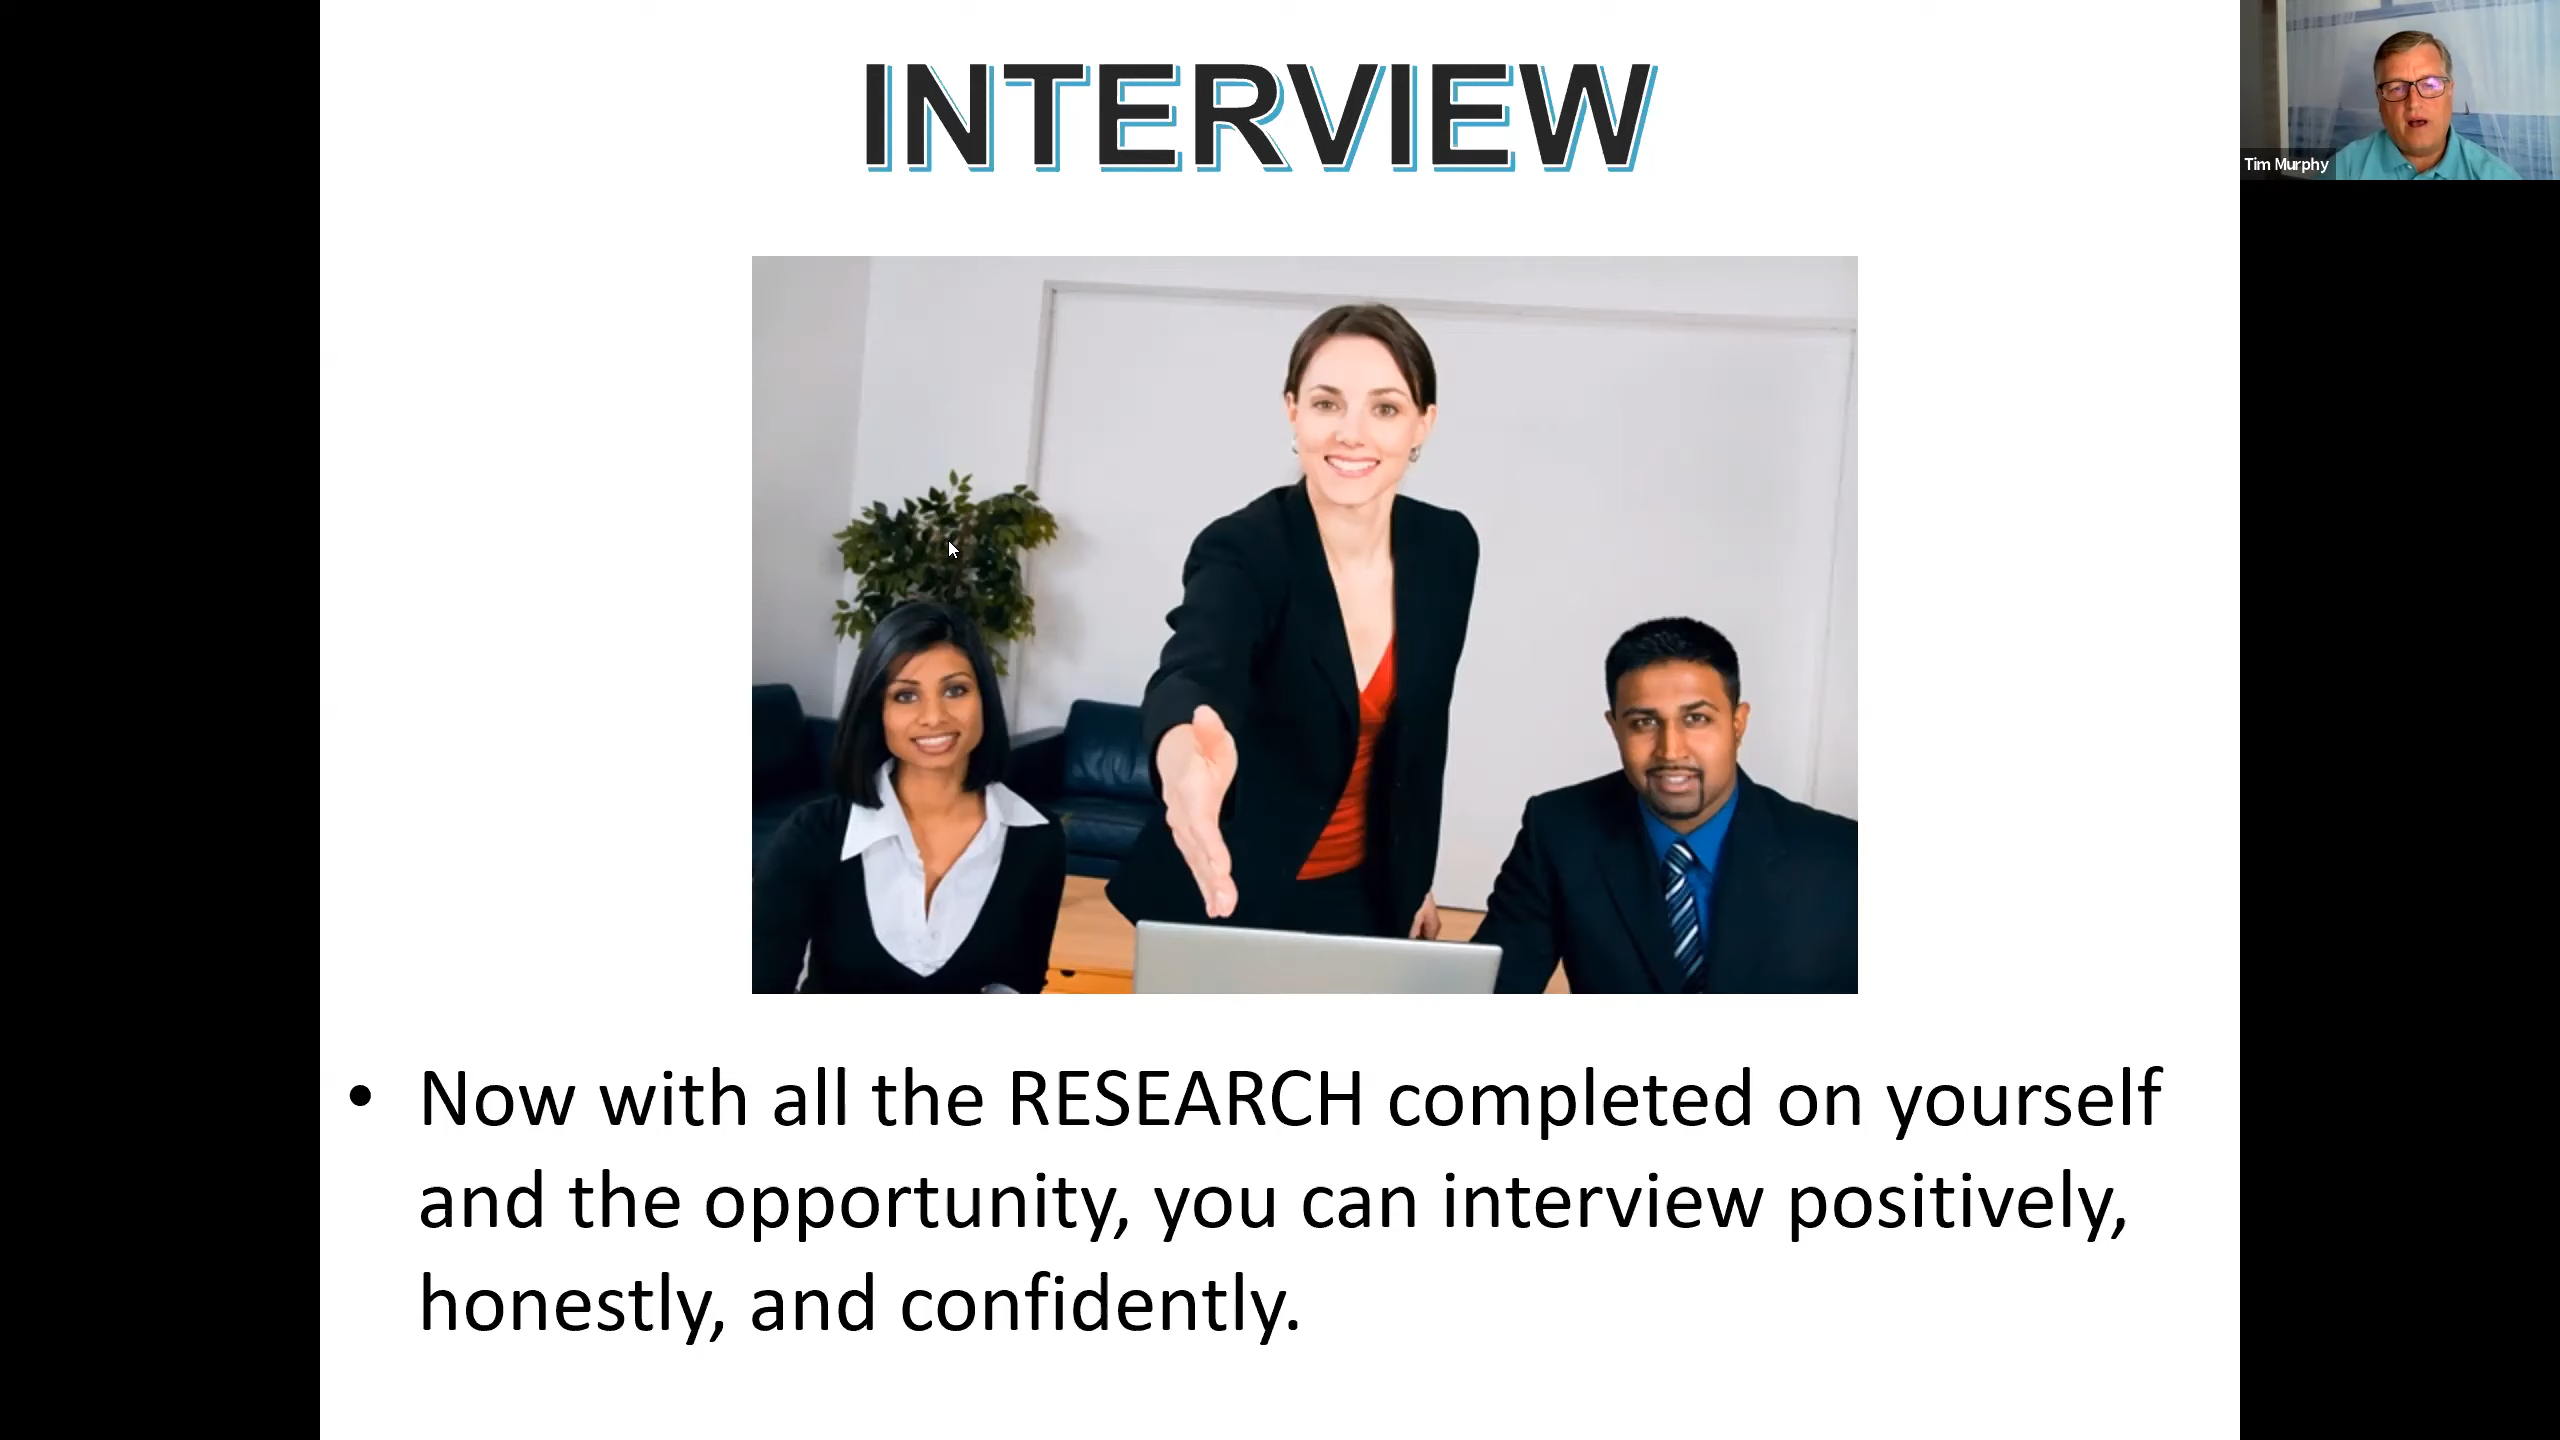 INTERVIEW
Tim Murphy
• Now with all the RESEARCH completed on yourself
and the opportunity, you can interview positively,
honestly, and confidently.